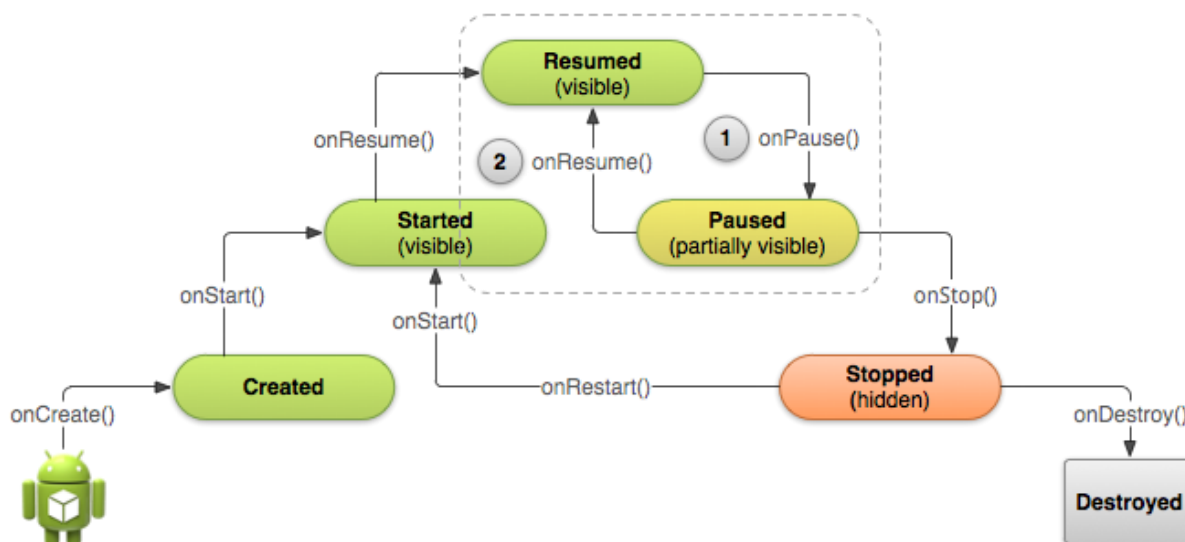 Resumed
(visible)
onResume()
2
onResume()
1
onPause()
Started
(visible)
Paused
(partially visible)
onStart()
onStart()
onStop()
Created
onRestart()
Stopped
(hidden)
onCreate()
onDestroy()
Destroyed